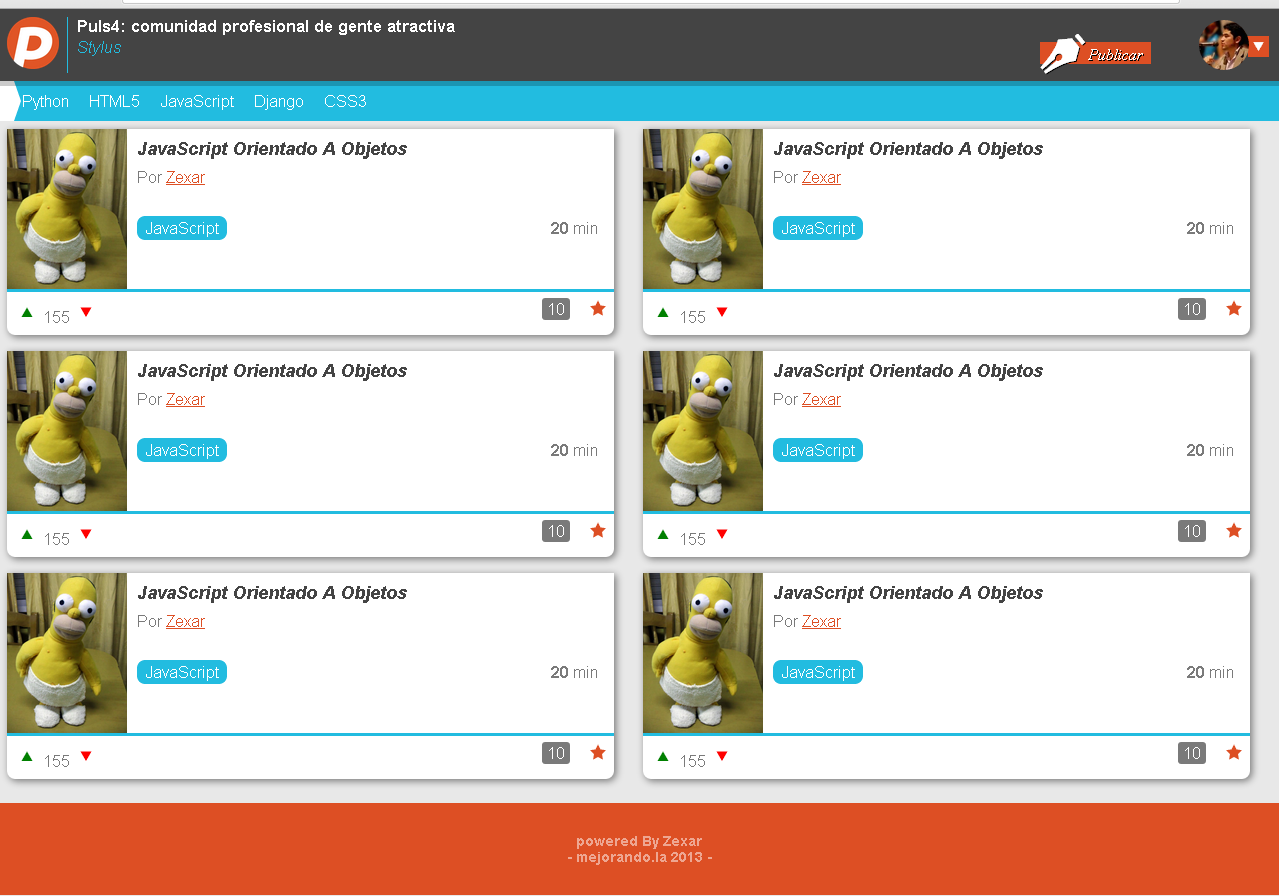 Puls4: comunidad profesional de gente atractiva
Stylus
Publicar
Python HTML5 JavaScript Django CSS3
JavaScript Orientado A Objetos
Por Zexar
JavaScript 20 min
155 10
JavaScript Orientado A Objetos
Por Zexar
JavaScript 20 min
155 10
JavaScript Orientado A Objetos
Por Zexar
JavaScript 20 min
155 10
JavaScript Orientado A Objetos
Por Zexar
JavaScript 20 min
155 10
JavaScript Orientado A Objetos
Por Zexar
JavaScript 20 min
155 10
JavaScript Orientado A Objetos
Por Zexar
JavaScript 20 min
155 10
powered By Zexar
- mejorando.la 2013 -